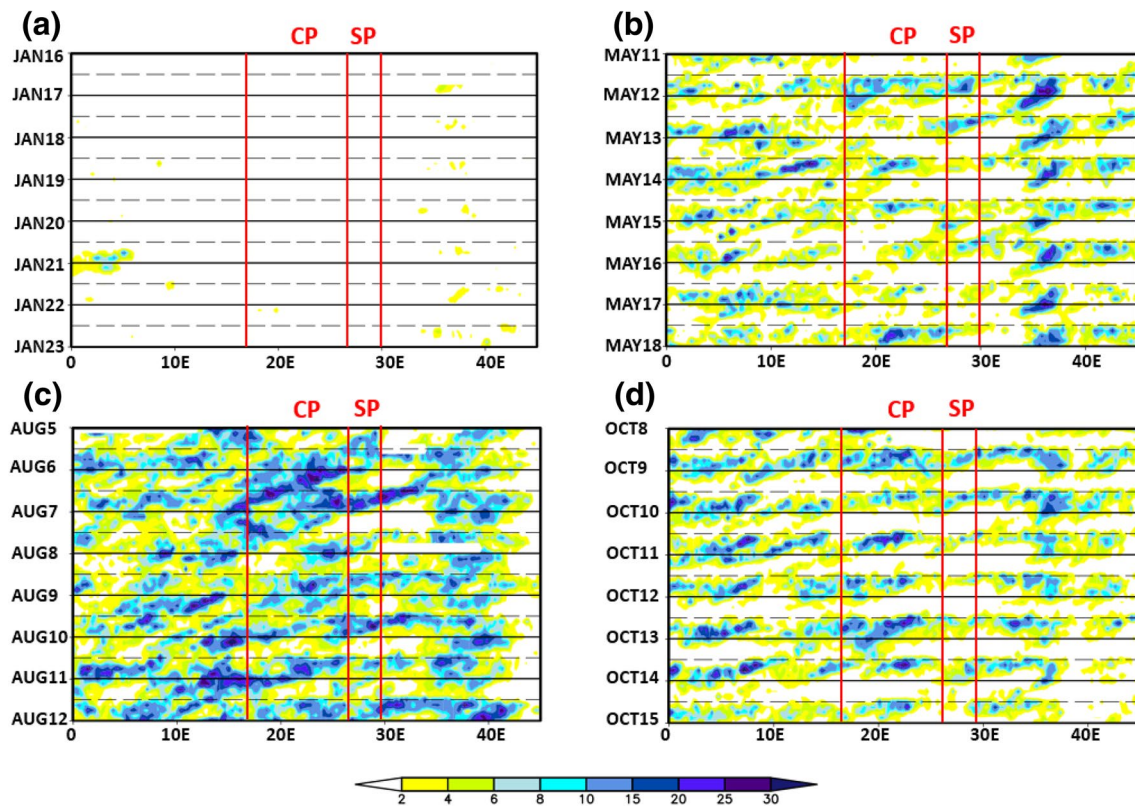 (a)
CP SP
JAN16
JAN17
JAN18
JAN19
JAN20
JAN21
JAN22
JAN23
0 10E 20E 30E 40E
(b)
CP SP
MAY11
MAY12
MAY13
MAY14
MAY15
MAY16
MAY17
MAY18
0 10E 20E 30E 40E
(c)
CP SP
AUG5
AUG6
AUG7
AUG8
AUG9
AUG10
AUG11
AUG12
0 10E 20E 30E 40E
(d)
CP SP
OCT8
OCT9
OCT10
OCT11
OCT12
OCT13
OCT14
OCT15
0 10E 20E 30E 40E
2 4 6 8 10 15 20 25 30